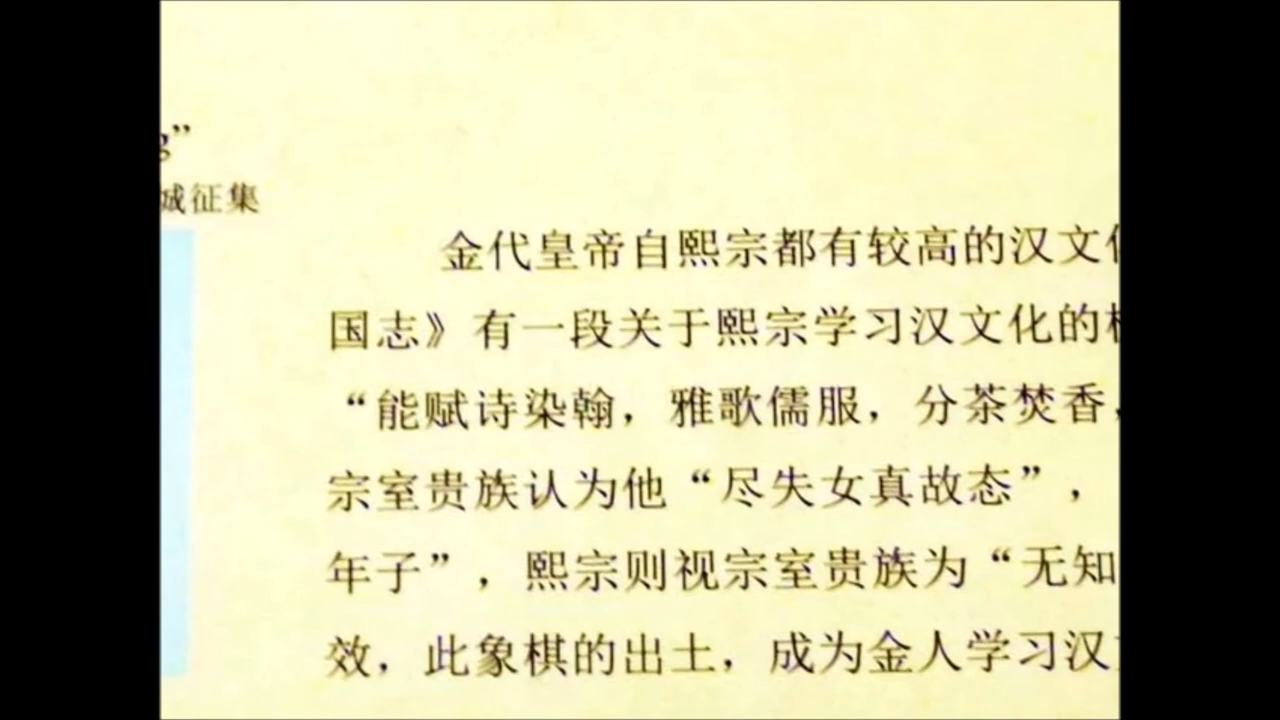 g”
城征集
金代皇帝自熙宗都有较高的汉文化
国志》有一段关于熙宗学习汉文化的
“能赋诗染翰，雅歌儒服，分茶焚香，
宗室贵族认为他“尽失女真故态”，
年子”，熙宗则视宗室贵族为“无知
效，此象棋的出土，成为金人学习汉